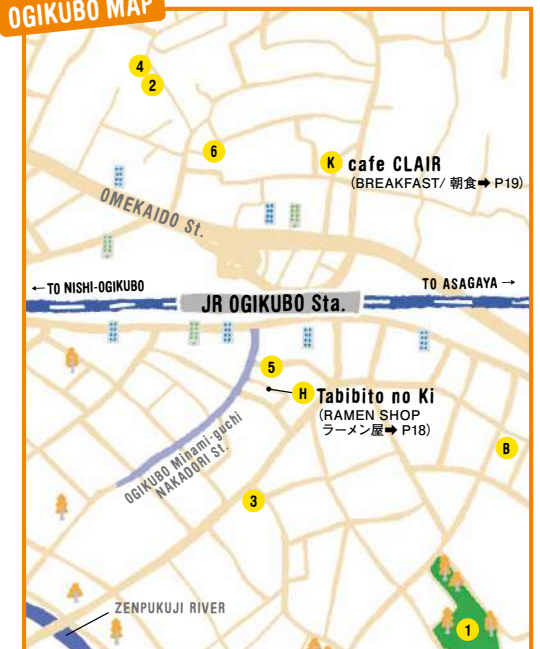 OGIKUBO MAP
4
2
6
K cafe CLAIR
(BREAKFAST/ 朝食➡ P19)
OMEKAIDO St.
←TO NISHI-OGIKUBO
TO ASAGAYA→
JR OGIKUBO Sta.
5
H Tabibito no Ki
(RAMEN SHOP
ラーメン屋➡ P18)
OGIKUBO Minami-guchi
NAKADORI St.
B
3
ZENPUKUJI RIVER
1